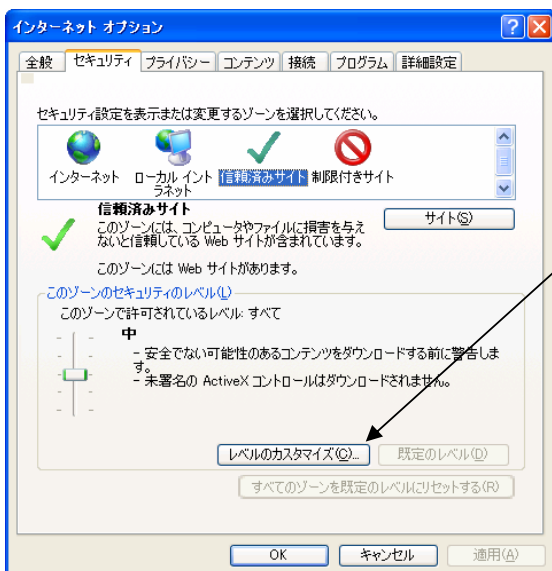 インターネット オプション
全般 セキュリティ プライバシー コンテンツ 接続 プログラム 詳細設定
セキュリティ設定を表示または変更するゾーンを選択してください。
インターネット ローカル イント 信頼済みサイト 制限付きサイト
ラネット
信頼済みサイト
サイト(S)
このゾーンには、コンピュータやファイルに損害を与え
ないと信頼している Web サイトが含まれています。
このゾーンには Web サイトがあります。
このゾーンのセキュリティのレベル(L)
このゾーンで許可されているレベル: すべて
中
- 安全でない可能性のあるコンテンツをダウンロードする前に警告しま
す。
- 未署名の ActiveX コントロールはダウンロードされません。
レベルのカスタマイズ(C)... 既定のレベル(D)
すべてのゾーンを既定のレベルにリセットする(R)
OK キャンセル 適用(A)